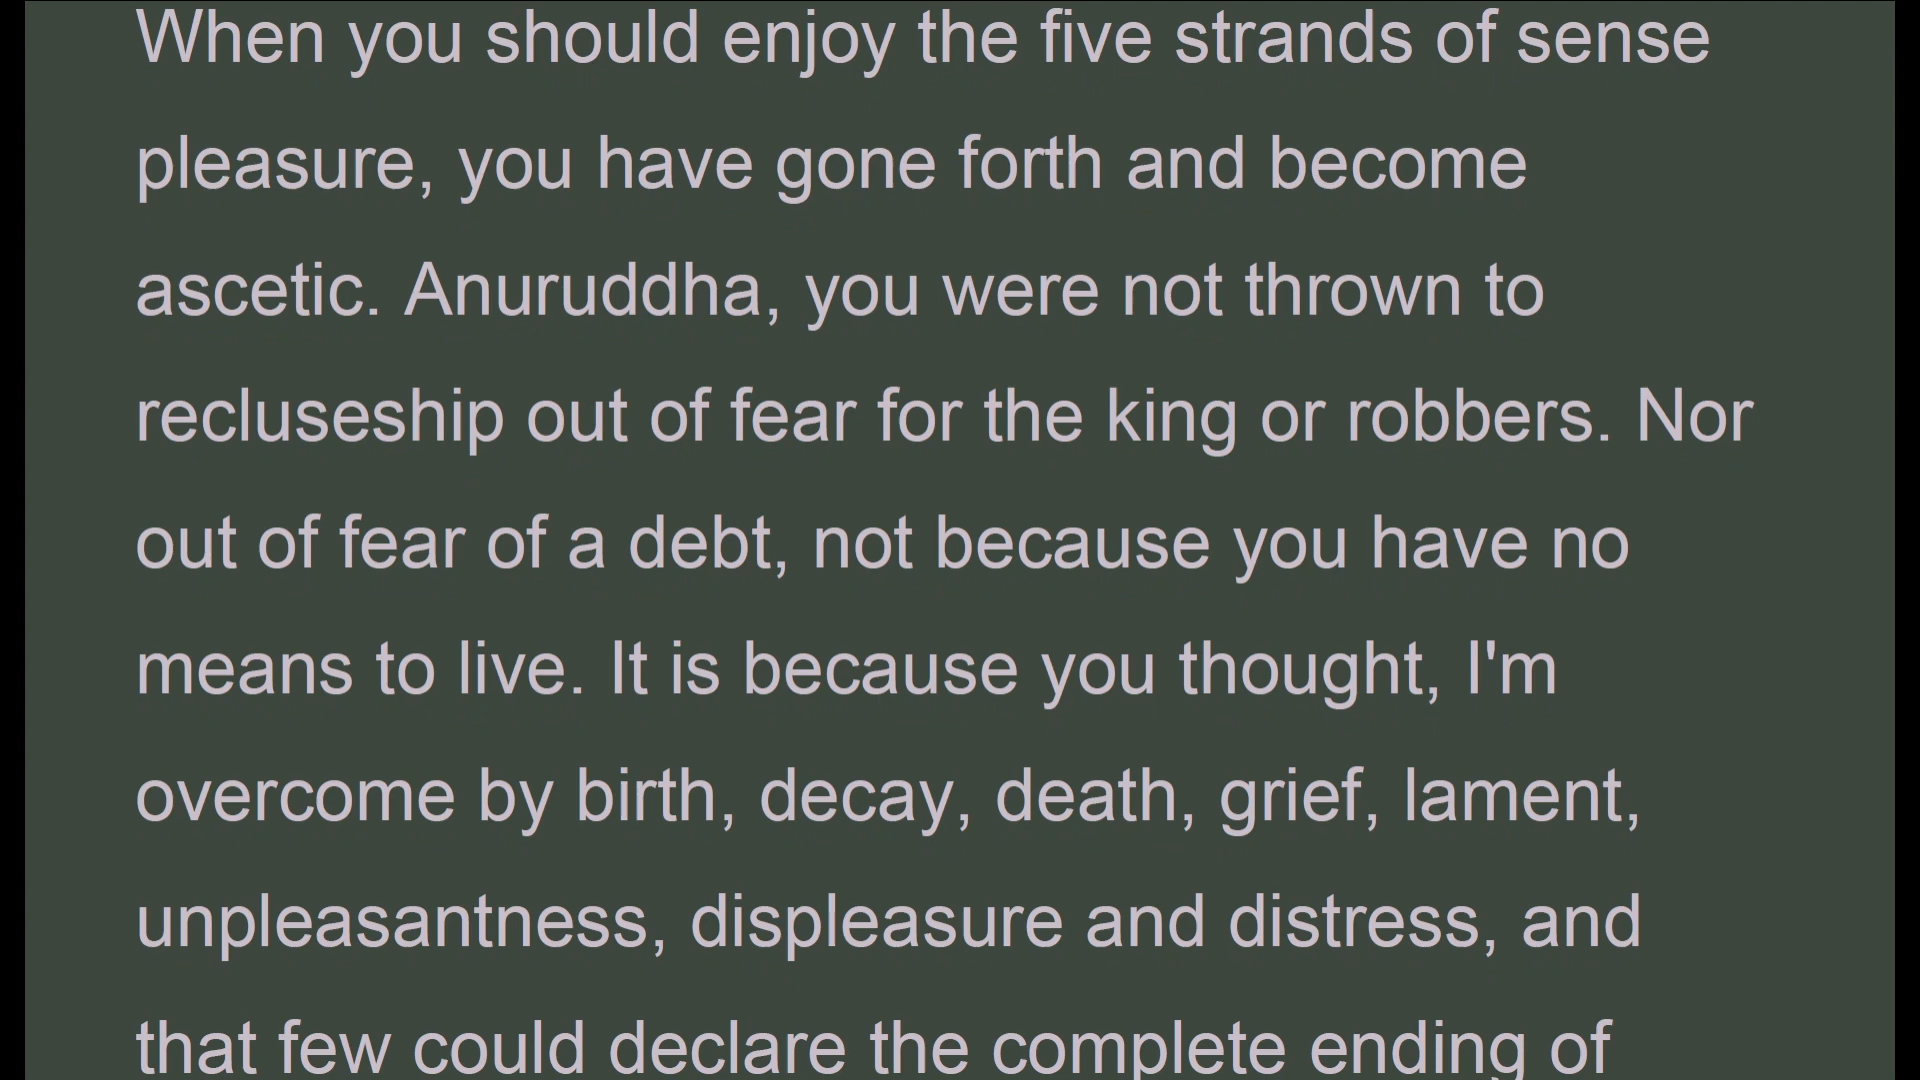 When you should enjoy the five strands of sense
pleasure, you have gone forth and become
ascetic. Anuruddha, you were not thrown to
recluseship out of fear for the king or robbers. Nor
out of fear of a debt, not because you have no
means to live. It is because you thought, I'm
overcome by birth, decay, death, grief, lament,
unpleasantness, displeasure and distress, and
that few could declare the complete ending of